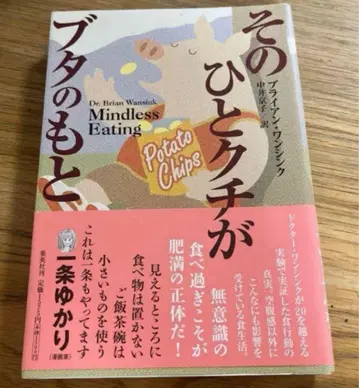 そのひとクチが
ブタのもと
ブライアン・ワンシンク
中井京子 訳
Dr. Brian Wansink
Mindless
Eating
Potato
Chips
ドクター・ワンシンクが20を越える
実験で実証した食行動の
真実。空腹感以外に
こんなにも影響を
受けている食生活。
無意識の
食べ過ぎこそが
肥満の正体だ!
見えるところに
食べ物は置かない
ご飯茶碗は
小さいものを使う
これは一条もやってます
一条ゆかり
(漫画家)
集英社刊